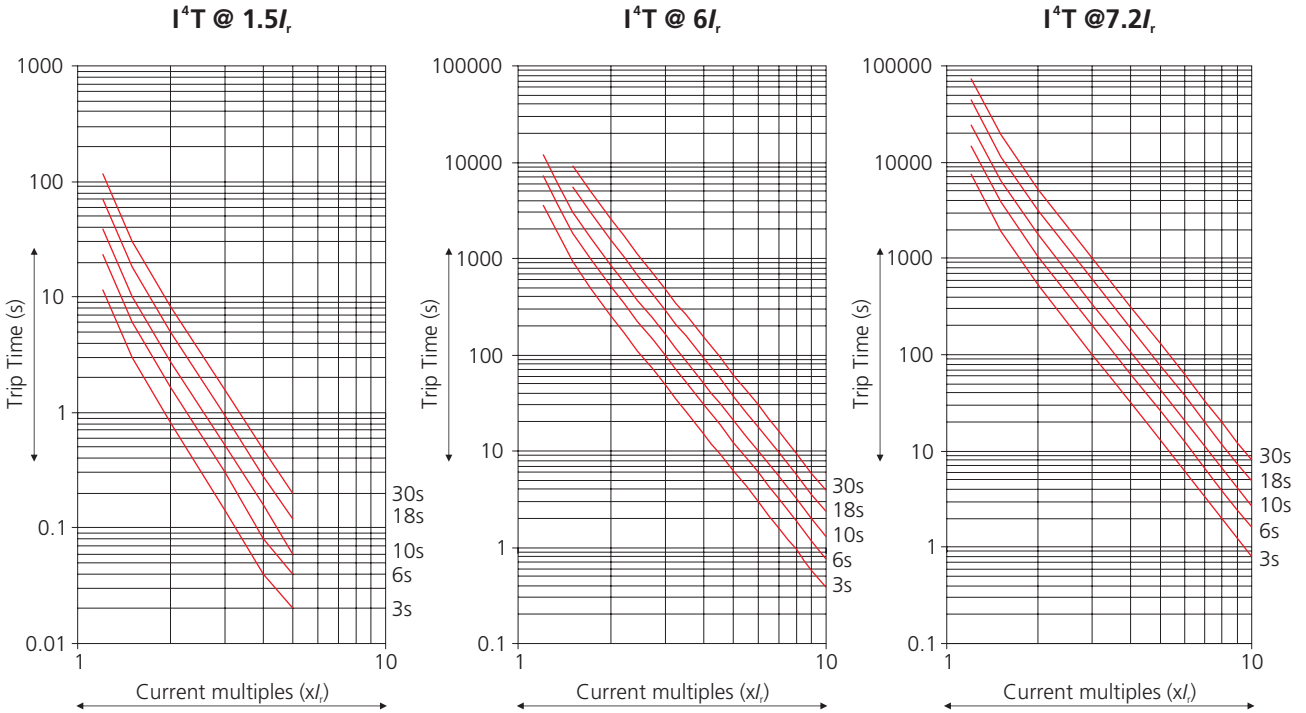 I⁴T @ 1.5Iᵣ
1000
100
10
1
0.1
0.01
Trip Time (s)
30s
18s
10s
6s
3s
1
10
Current multiples (xIᵣ)
I⁴T @ 6Iᵣ
100000
10000
1000
100
10
1
0.1
Trip Time (s)
30s
18s
10s
6s
3s
1
10
Current multiples (xIᵣ)
I⁴T @7.2Iᵣ
100000
10000
1000
100
10
1
0.1
Trip Time (s)
30s
18s
10s
6s
3s
1
10
Current multiples (xIᵣ)